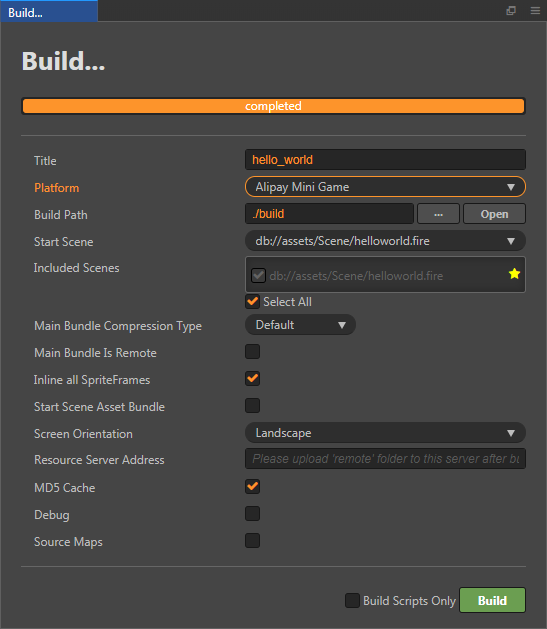 Build...
Build...
completed
Title hello_world
Platform Alipay Mini Game
Build Path ./build ... Open
Start Scene db://assets/Scene/helloworld.fire
Included Scenes db://assets/Scene/helloworld.fire
Select All
Main Bundle Compression Type Default
Main Bundle Is Remote
Inline all SpriteFrames
Start Scene Asset Bundle
Screen Orientation Landscape
Resource Server Address Please upload 'remote' folder to this server after bu
MD5 Cache
Debug
Source Maps
Build Scripts Only Build